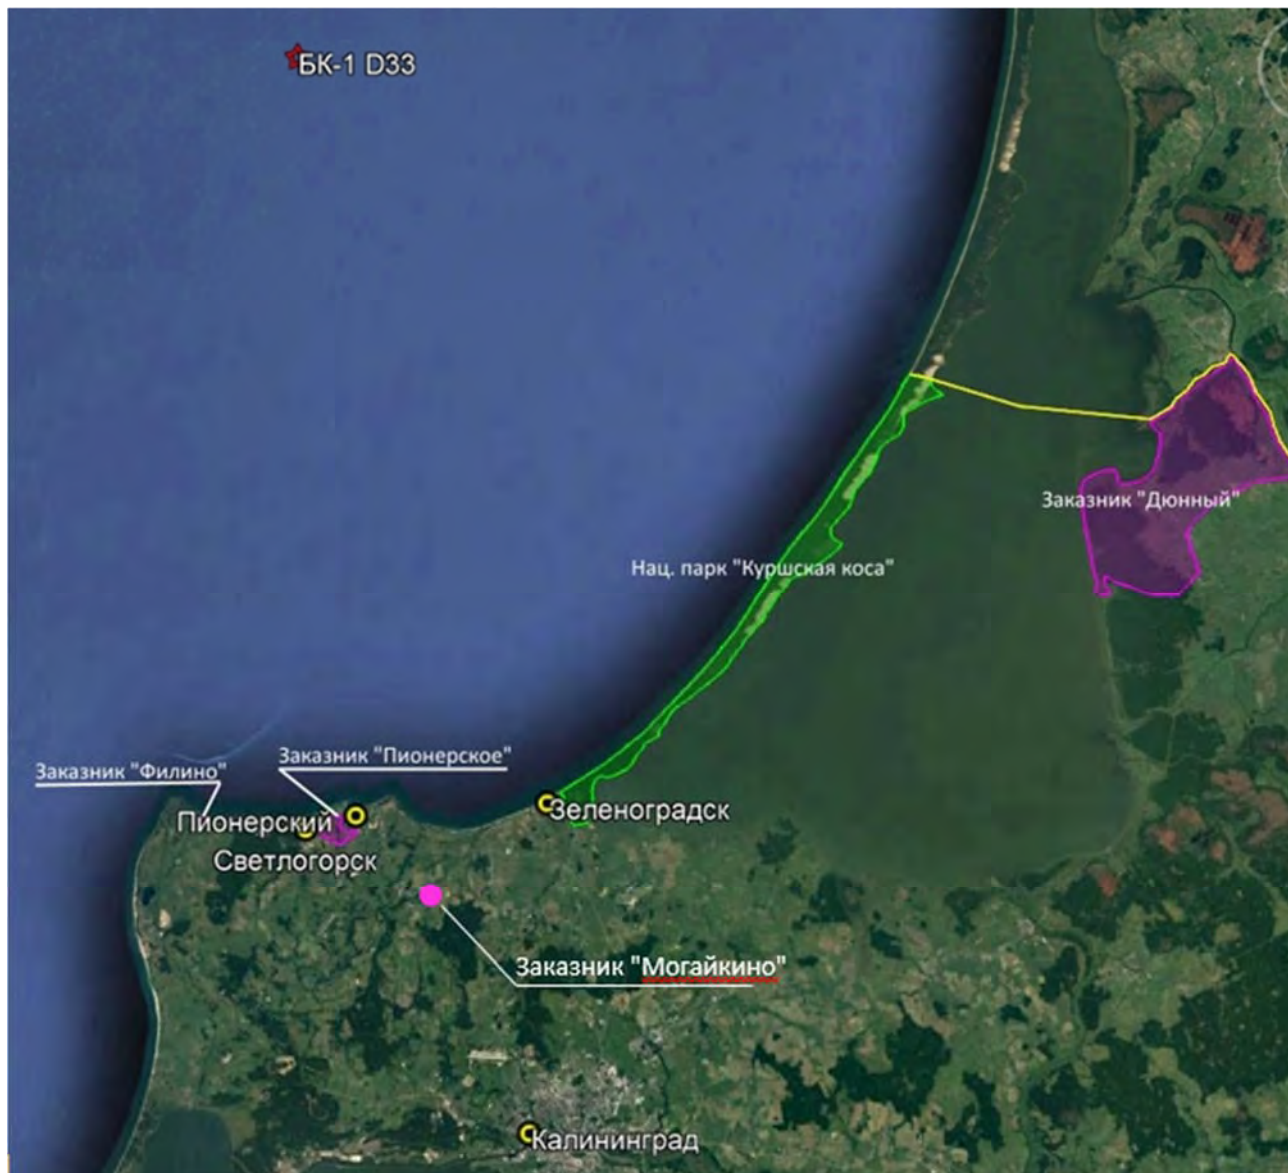 БК-1 D33
Заказник "Дюнный"
Нац. парк "Куршская коса"
Заказник "Пионерское"
Заказник "Филино"
Зеленоградск
Пионерский
Светлогорск
Заказник "Могайкино"
Калининград